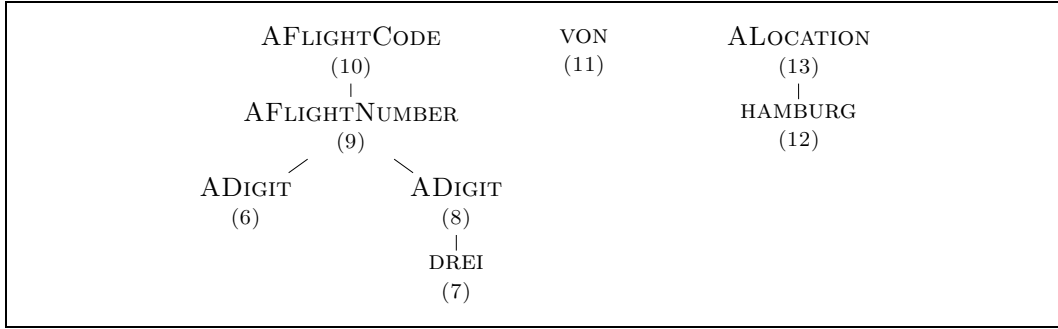 AFLIGHTCODE VON ALOCATION
(10) (11) (13)
AFLIGHTNUMBER HAMBURG
(9) (12)
ADIGIT ADIGIT
(6) (8)
DREI
(7)